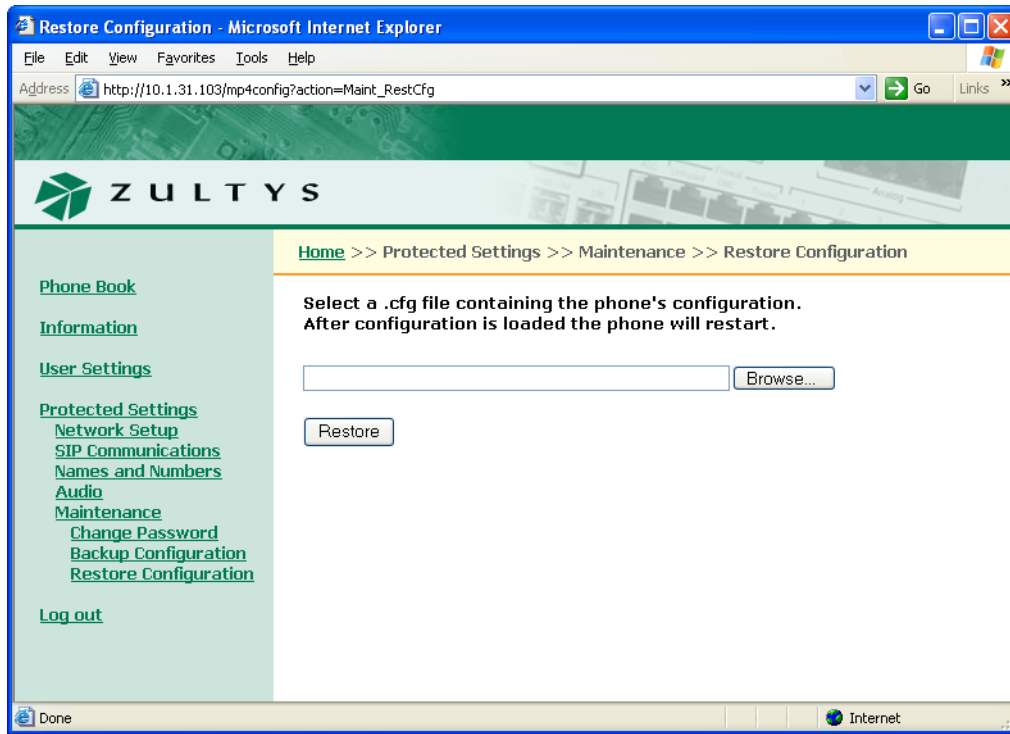 Restore Configuration - Microsoft Internet Explorer
File Edit View Favorites Tools Help
Address http://10.1.31.103/mp4config?action=Maint_RestCfg Go Links »
ZULTYS
Home >> Protected Settings >> Maintenance >> Restore Configuration
Phone Book
Information
User Settings
Protected Settings
Network Setup
SIP Communications
Names and Numbers
Audio
Maintenance
Change Password
Backup Configuration
Restore Configuration
Log out
Select a .cfg file containing the phone's configuration.
After configuration is loaded the phone will restart.
Browse...
Restore
Done Internet